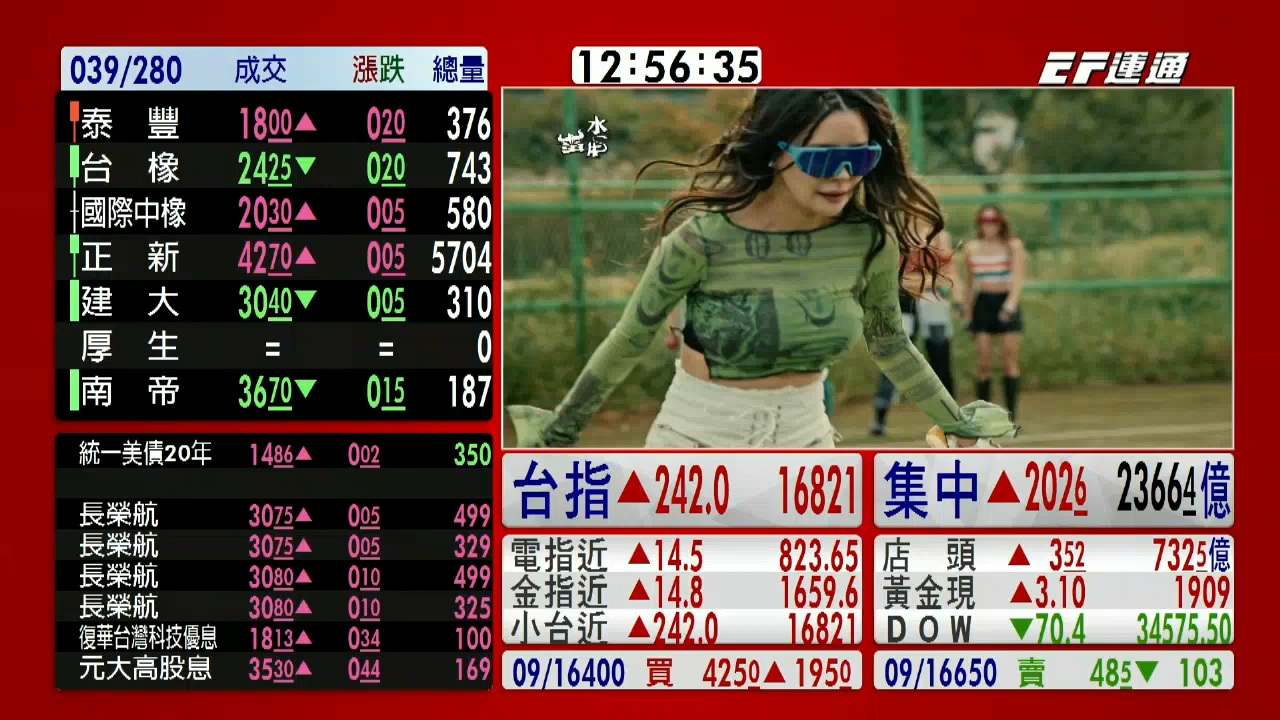 039/280 成交 漲跌 總量
12:56:35
EF運通
泰豐 1800▲ 020 376
台橡 2425▼ 020 743
國際中橡 2030▲ 005 580
正新 4270▲ 005 5704
建大 3040▼ 005 310
厚生 = = 0
南帝 3670▼ 015 187
水
統一美債20年 1486▲ 002 350
長榮航 3075▲ 005 499
長榮航 3075▲ 005 329
長榮航 3080▲ 010 499
長榮航 3080▲ 010 325
復華台灣科技優息 1813▲ 034 100
元大高股息 3530▲ 044 169
台指▲242.0 16821
集中▲2026 23664億
電指近 ▲14.5 823.65
金指近 ▲14.8 1659.6
小台近 ▲242.0 16821
店頭 ▲ 352 7325億
黃金現 ▲3.10 1909
DOW ▼70.4 34575.50
09/16400 買 4250▲1950
09/16650 賣 485▼ 103